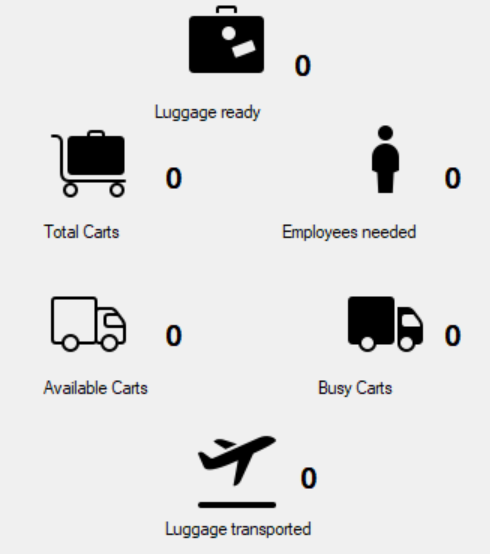 0
Luggage ready
0 0
Total Carts Employees needed
0 0
Available Carts Busy Carts
0
Luggage transported